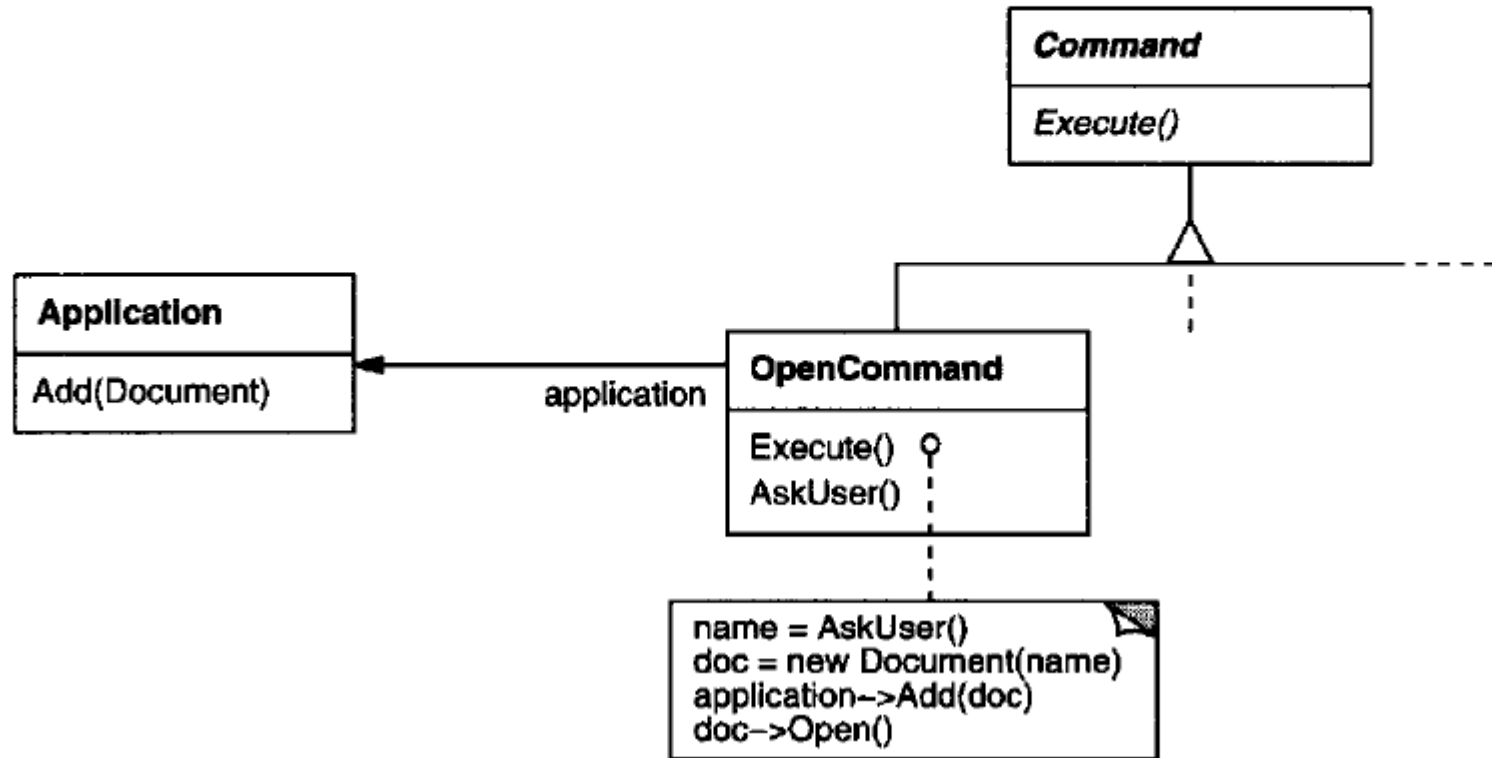 Command
Execute()
Application
Add(Document)
application
OpenCommand
Execute()
AskUser()
name = AskUser()
doc = new Document(name)
application->Add(doc)
doc->Open()